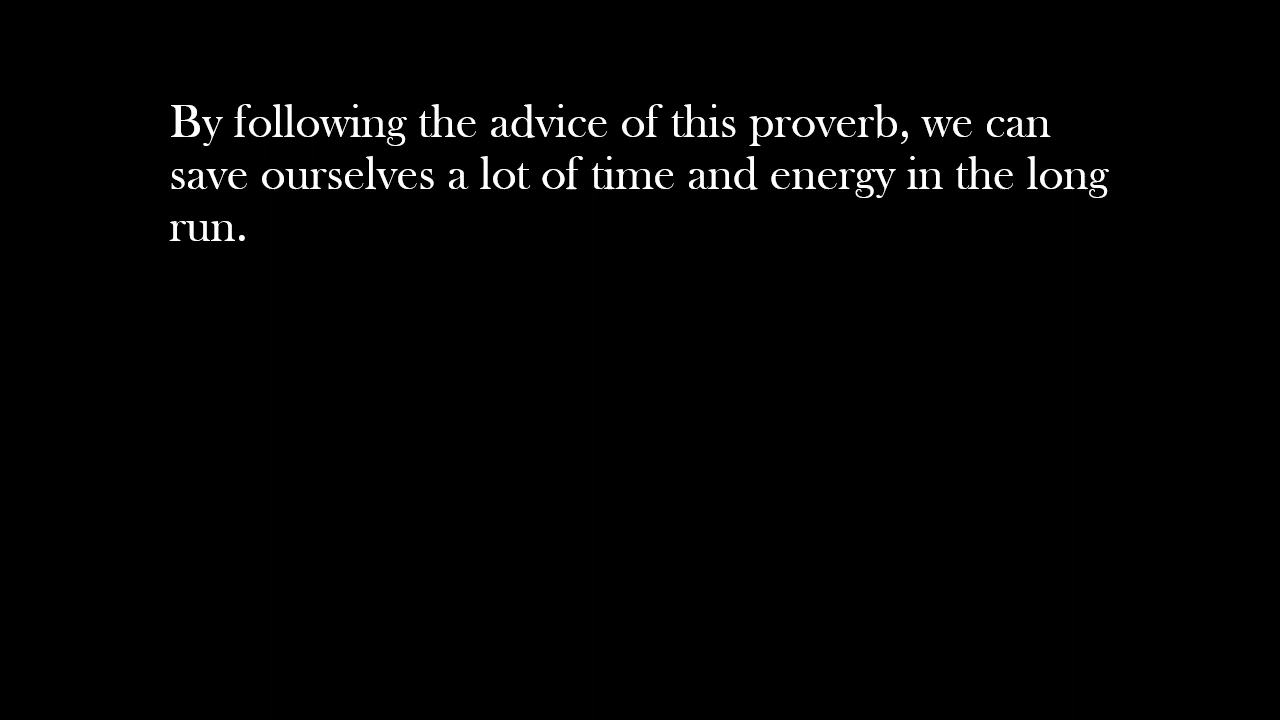 By following the advice of this proverb, we can
save ourselves a lot of time and energy in the long
run.